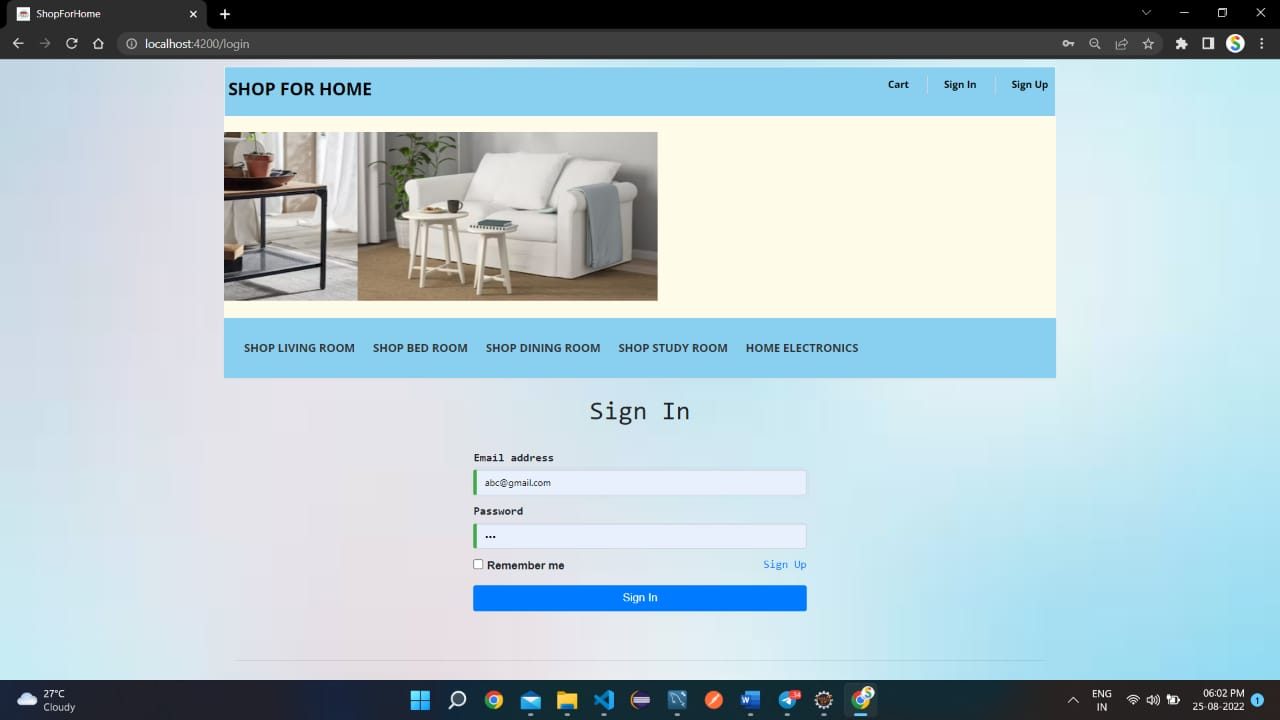 ShopForHome
localhost:4200/login
SHOP FOR HOME
Cart
Sign In
Sign Up
SHOP LIVING ROOM
SHOP BED ROOM
SHOP DINING ROOM
SHOP STUDY ROOM
HOME ELECTRONICS
Sign In
Email address
abc@gmail.com
Password
•••
Remember me
Sign Up
Sign In
27°C
Cloudy
34
ENG
IN
06:02 PM
25-08-2022
1